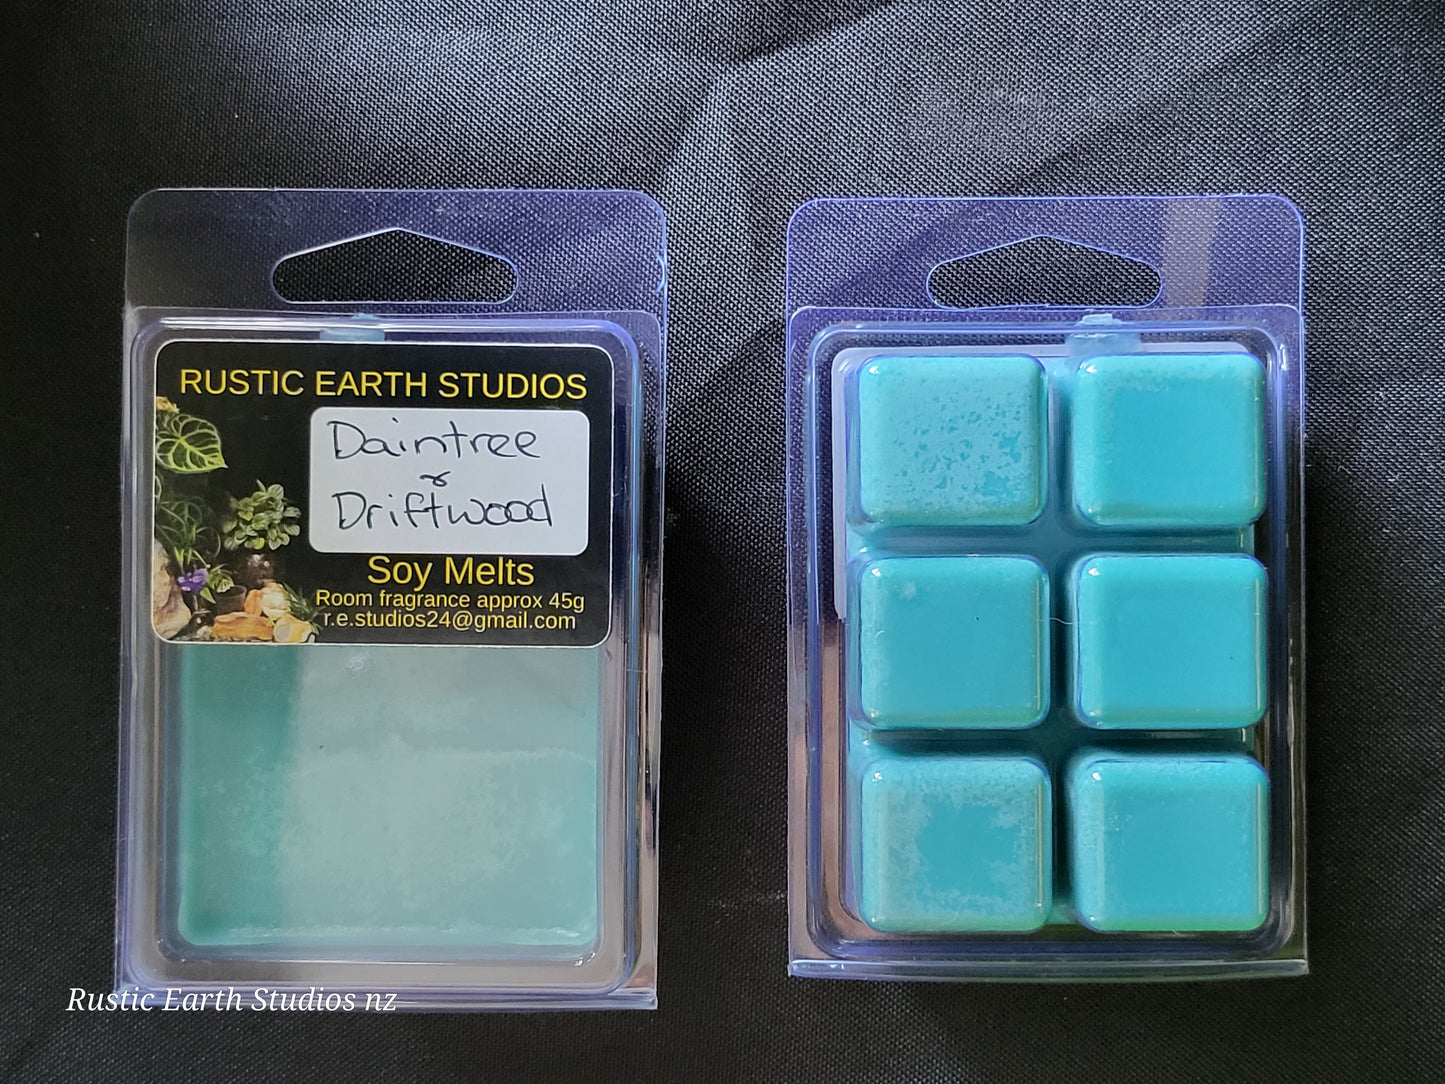 RUSTIC EARTH STUDIOS
Daintree
&
Driftwood
Soy Melts
Room fragrance approx 45g
r.e.studios24@gmail.com
Rustic Earth Studios nz